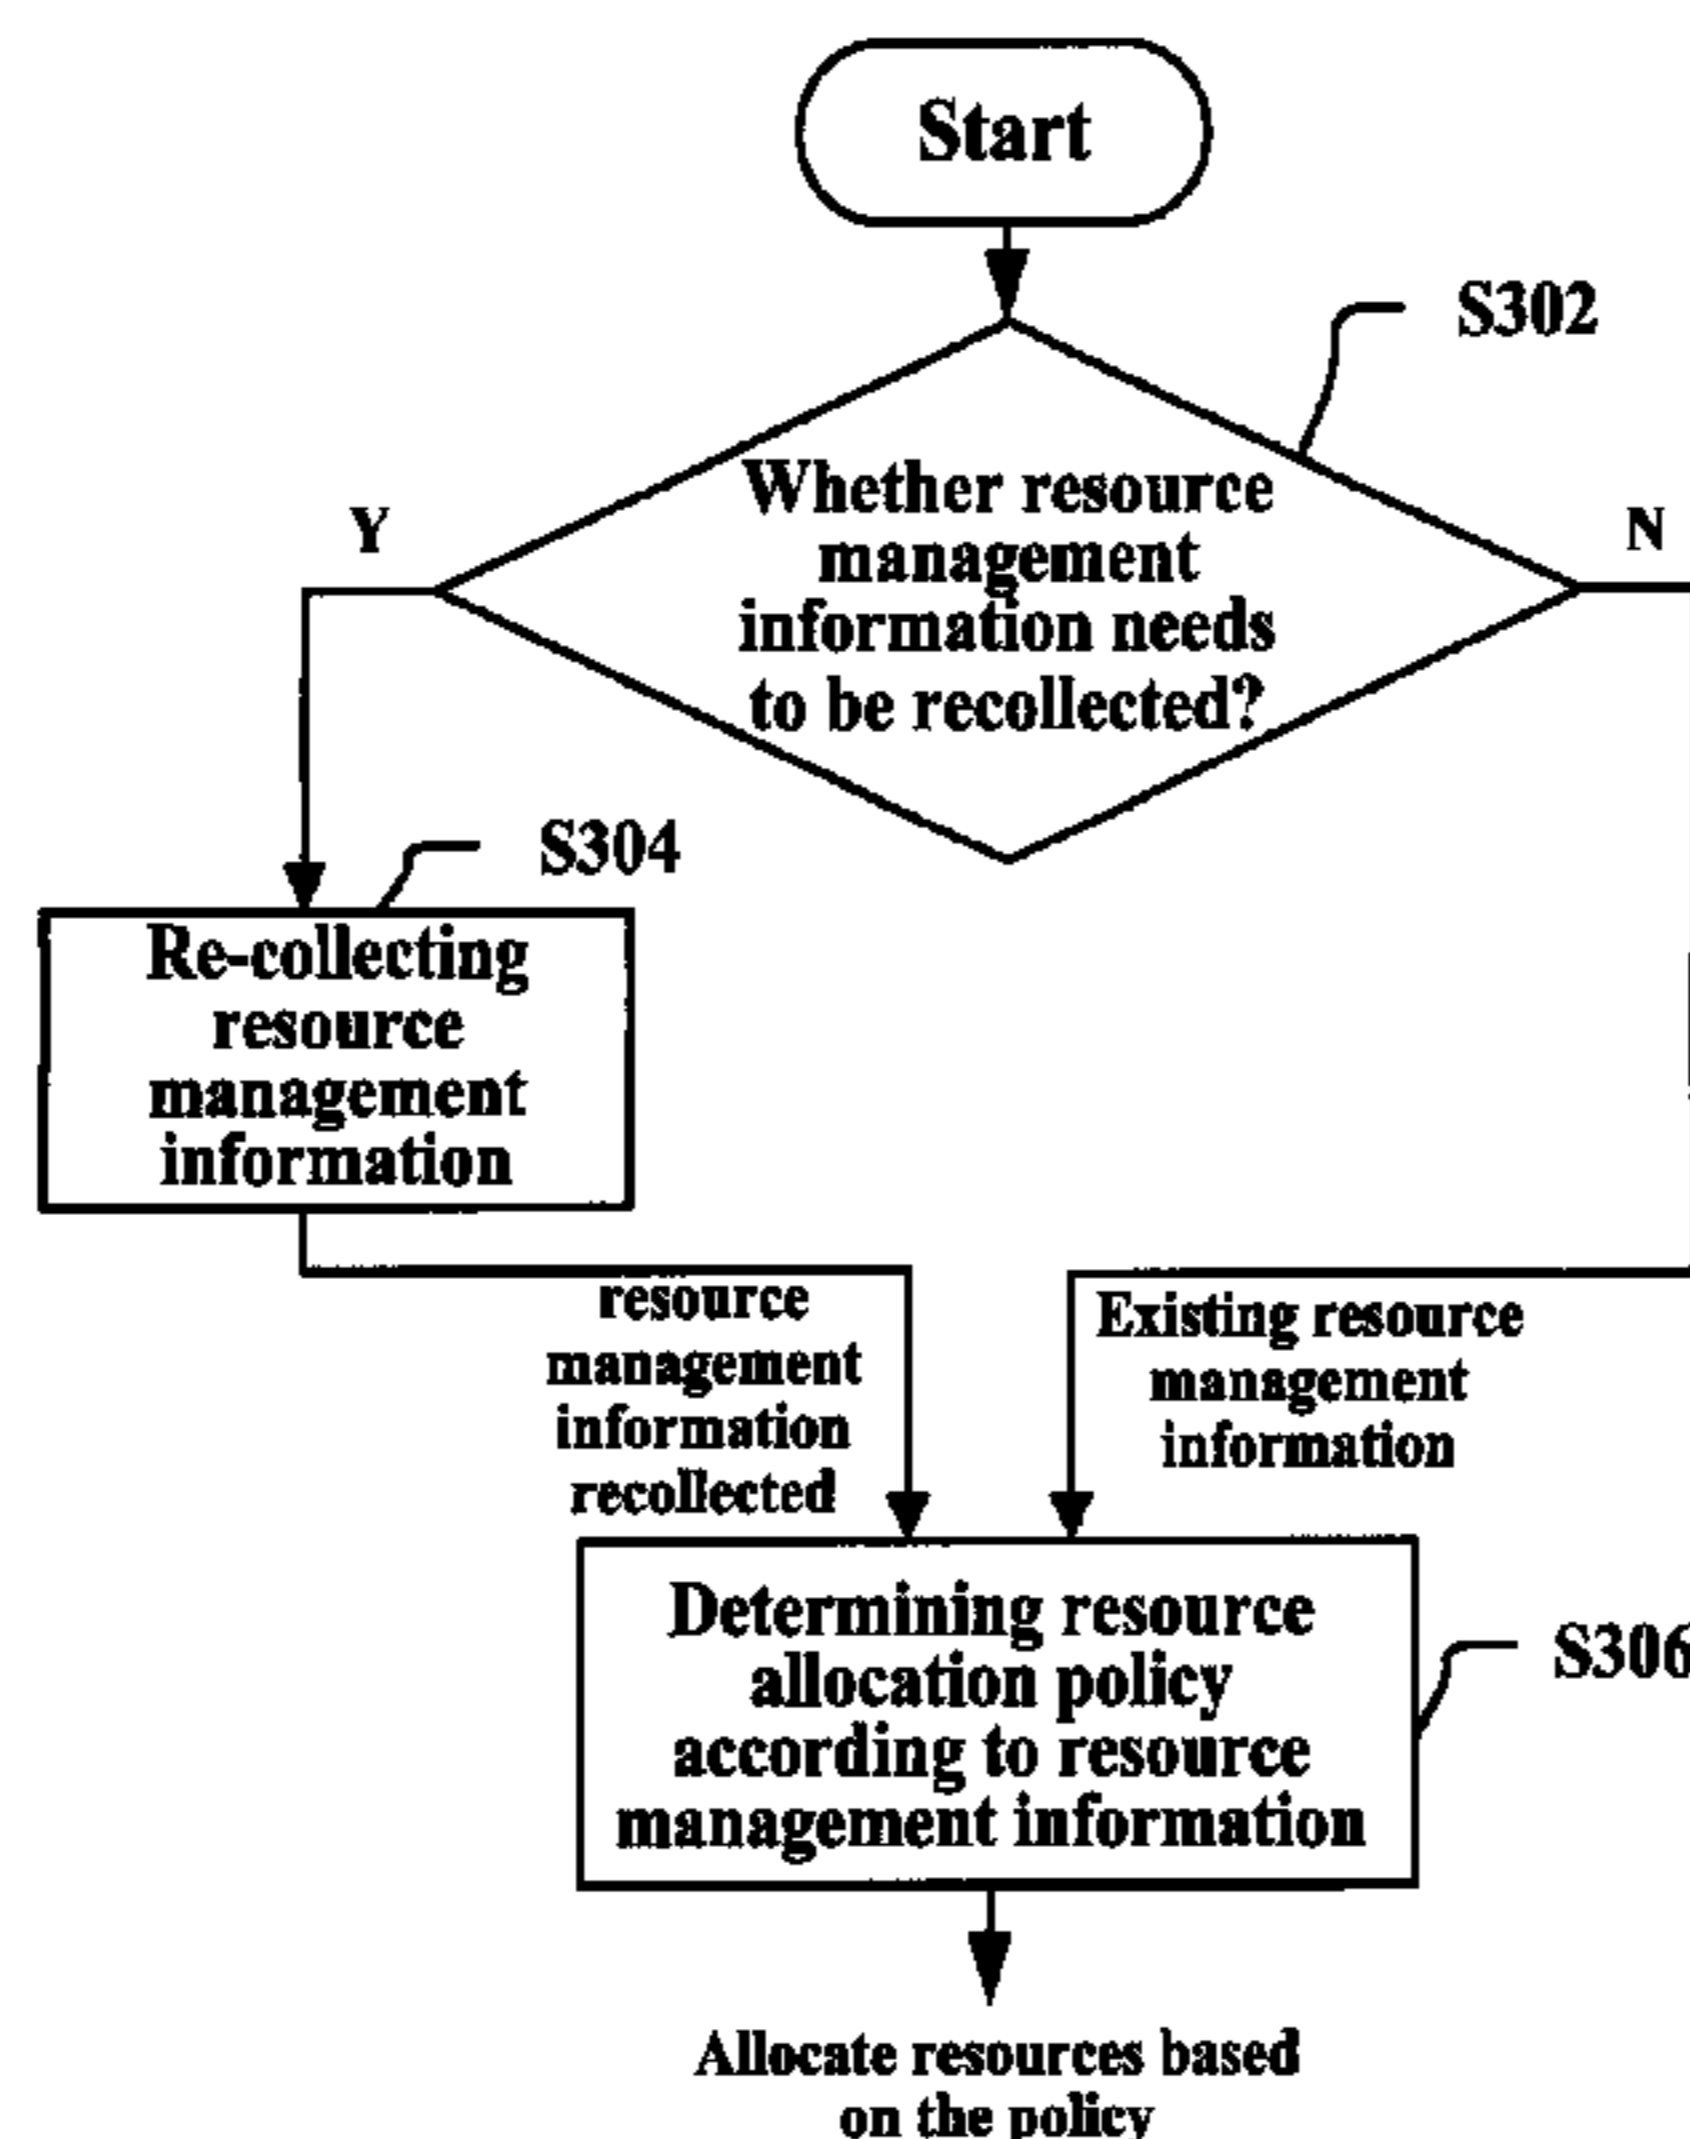 Start
S302
Whether resource
management
information needs
to be recollected?
Y
N
S304
Re-collecting
resource
management
information
resource
management
information
recollected
Existing resource
management
information
Determining resource
allocation policy
according to resource
management information
S306
Allocate resources based
on the policy